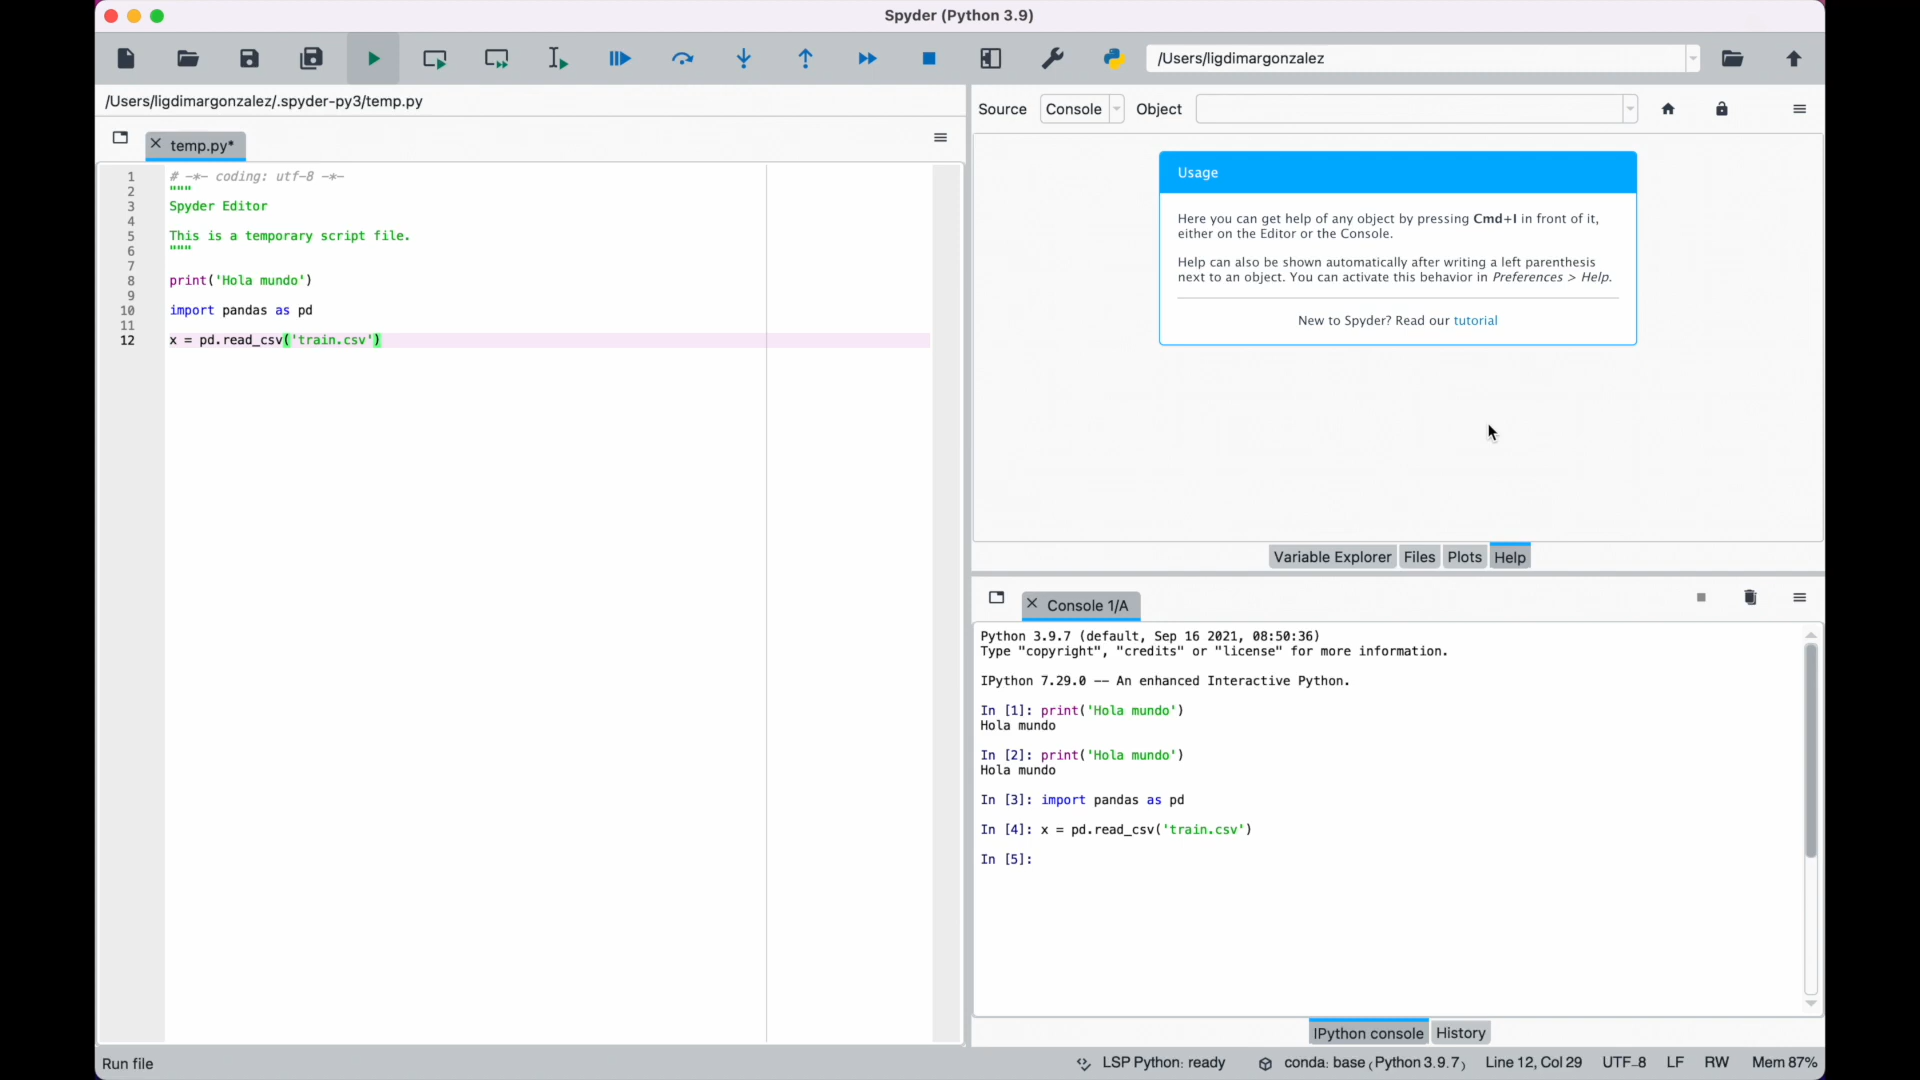 Spyder (Python 3.9)
/Users/ligdimargonzalez
/Users/ligdimargonzalez/.spyder-py3/temp.py
temp.py*
1 # -*- coding: utf-8 -*-
2 """
3 Spyder Editor
4
5 This is a temporary script file.
6 """
7
8 print('Hola mundo')
9
10 import pandas as pd
11
12 x = pd.read_csv('train.csv')
Source Console Object
Usage
Here you can get help of any object by pressing Cmd+I in front of it,
either on the Editor or the Console.
Help can also be shown automatically after writing a left parenthesis
next to an object. You can activate this behavior in Preferences > Help.
New to Spyder? Read our tutorial
Variable Explorer Files Plots Help
Console 1/A
Python 3.9.7 (default, Sep 16 2021, 08:50:36)
Type "copyright", "credits" or "license" for more information.
IPython 7.29.0 -- An enhanced Interactive Python.
In [1]: print('Hola mundo')
Hola mundo
In [2]: print('Hola mundo')
Hola mundo
In [3]: import pandas as pd
In [4]: x = pd.read_csv('train.csv')
In [5]:
IPython console History
Run file LSP Python: ready conda: base (Python 3.9.7) Line 12, Col 29 UTF-8 LF RW Mem 87%